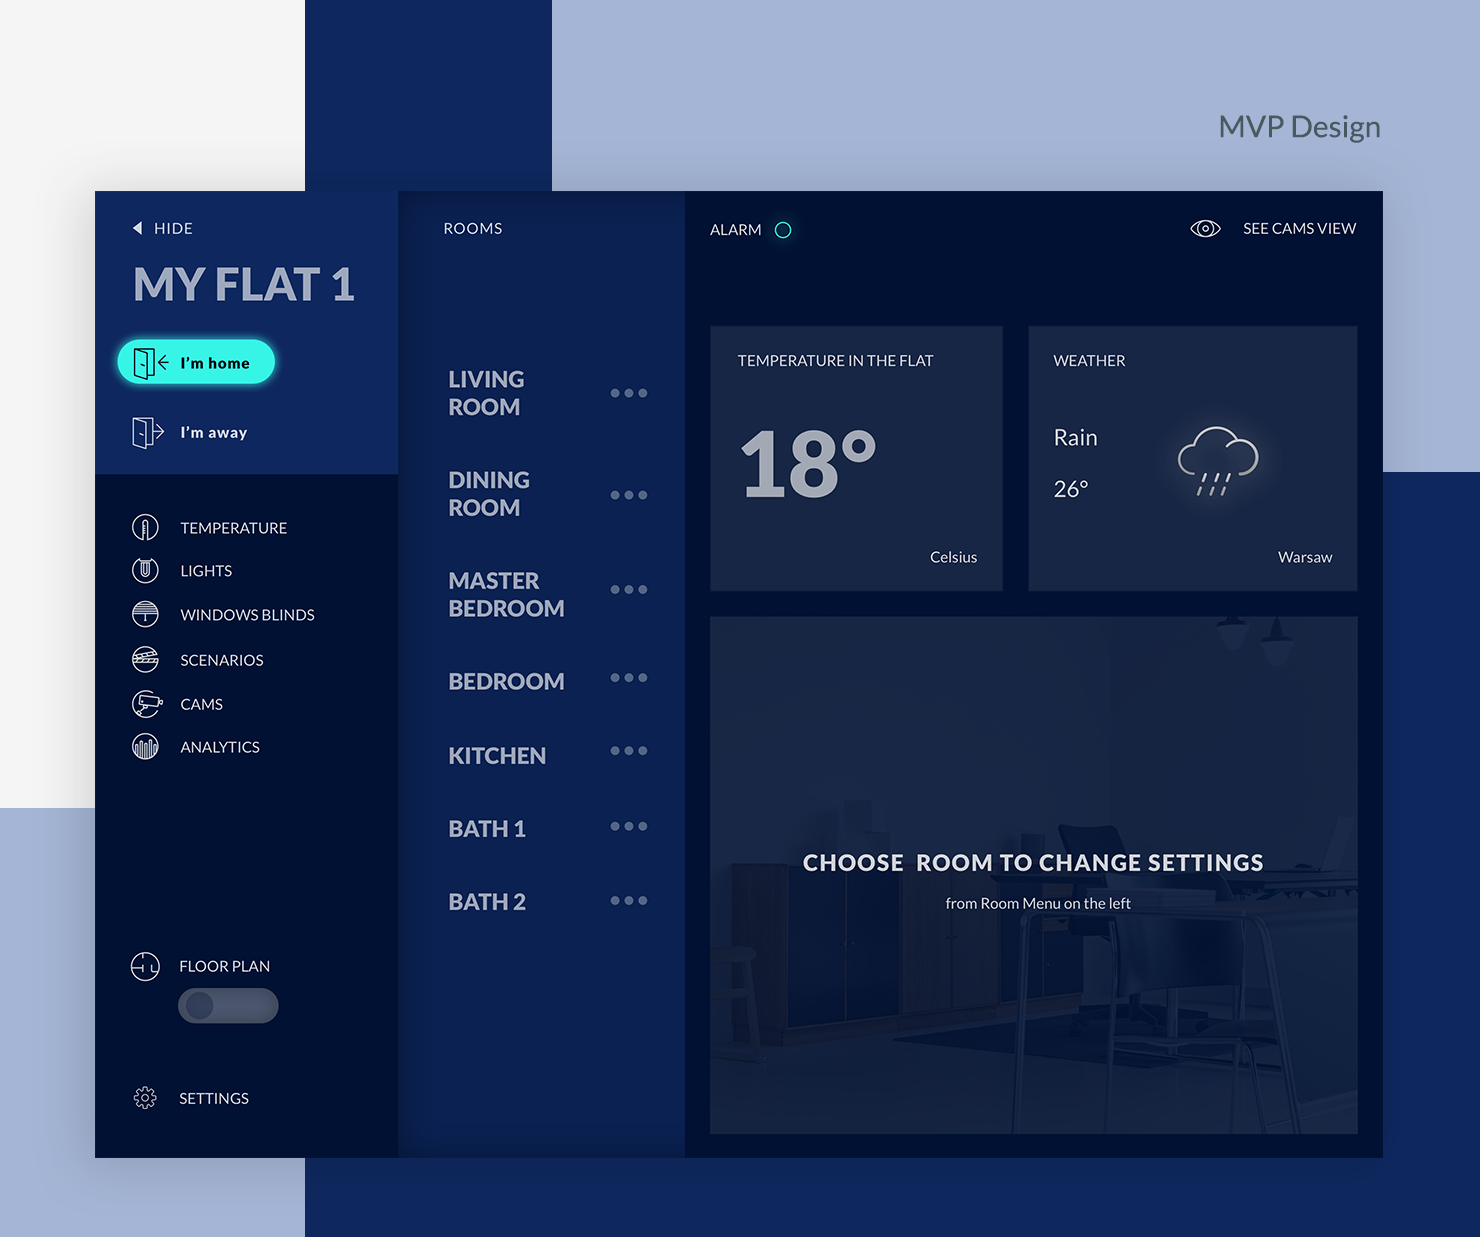 MVP Design
HIDE
MY FLAT 1
I'm home
I'm away
TEMPERATURE
LIGHTS
WINDOWS BLINDS
SCENARIOS
CAMS
ANALYTICS
FLOOR PLAN
SETTINGS
ROOMS
LIVING
ROOM
DINING
ROOM
MASTER
BEDROOM
BEDROOM
KITCHEN
BATH 1
BATH 2
ALARM
SEE CAMS VIEW
TEMPERATURE IN THE FLAT
18°
Celsius
WEATHER
Rain
26°
Warsaw
CHOOSE ROOM TO CHANGE SETTINGS
from Room Menu on the left